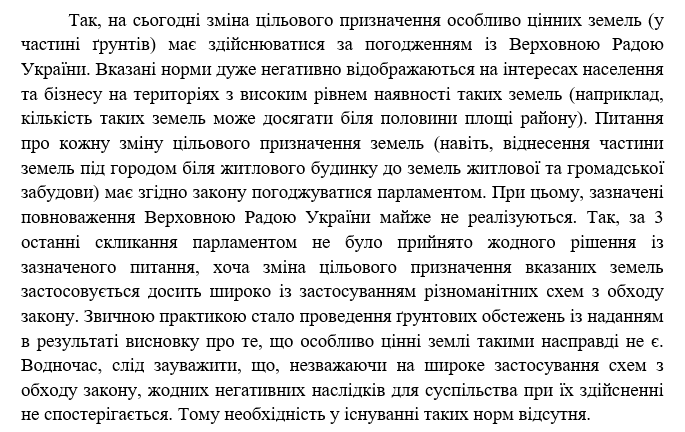 Так, на сьогодні зміна цільового призначення особливо цінних земель (у
частині ґрунтів) має здійснюватися за погодженням із Верховною Радою
України. Вказані норми дуже негативно відображаються на інтересах населення
та бізнесу на територіях з високим рівнем наявності таких земель (наприклад,
кількість таких земель може досягати біля половини площі району). Питання
про кожну зміну цільового призначення земель (навіть, віднесення частини
земель під городом біля житлового будинку до земель житлової та громадської
забудови) має згідно закону погоджуватися парламентом. При цьому, зазначені
повноваження Верховною Радою України майже не реалізуються. Так, за 3
останні скликання парламентом не було прийнято жодного рішення із
зазначеного питання, хоча зміна цільового призначення вказаних земель
застосовується досить широко із застосуванням різноманітних схем з обходу
закону. Звичною практикою стало проведення ґрунтових обстежень із наданням
в результаті висновку про те, що особливо цінні землі такими насправді не є.
Водночас, слід зауважити, що, незважаючи на широке застосування схем з
обходу закону, жодних негативних наслідків для суспільства при їх здійсненні
не спостерігається. Тому необхідність у існуванні таких норм відсутня.